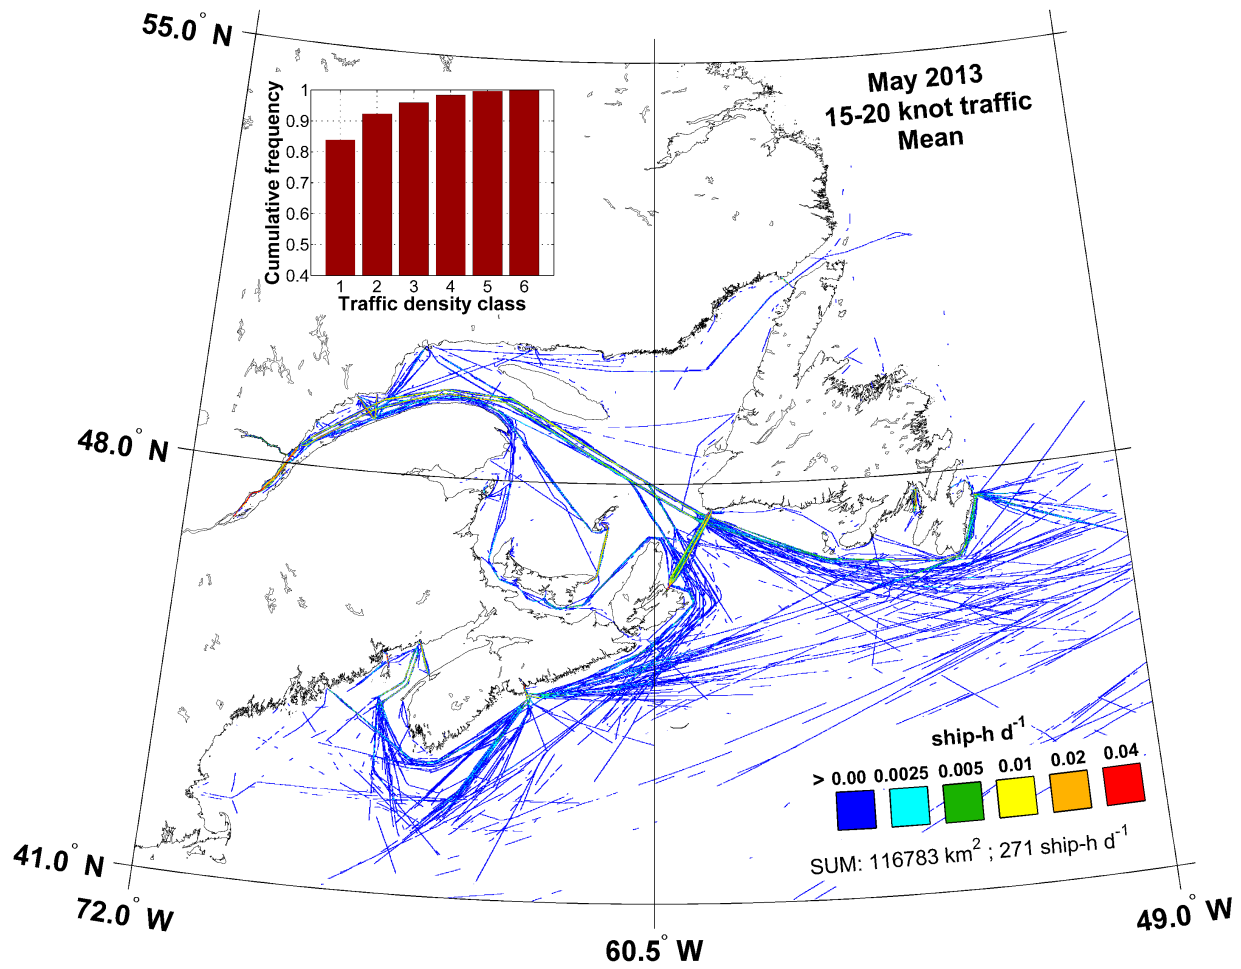 55.0° N
May 2013
15-20 knot traffic
Mean
Cumulative frequency
1
0.9
0.8
0.7
0.6
0.5
0.4
1 2 3 4 5 6
Traffic density class
48.0° N
ship-h d⁻¹
> 0.00 0.0025 0.005 0.01 0.02 0.04
SUM: 116783 km² ; 271 ship-h d⁻¹
41.0° N
72.0° W
60.5° W
49.0° W